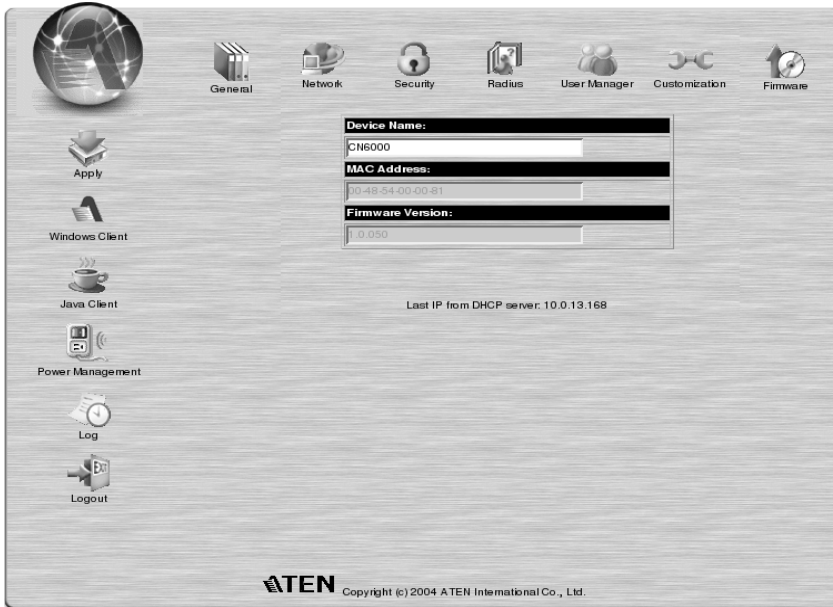 General
Network
Security
Radius
User Manager
Customization
Firmware
Apply
Windows Client
Java Client
Power Management
Log
EXIT
Logout
Device Name:
CN6000
MAC Address:
00-48-54-00-00-81
Firmware Version:
1.0.050
Last IP from DHCP server: 10.0.13.168
ATEN Copyright (c) 2004 ATEN International Co., Ltd.